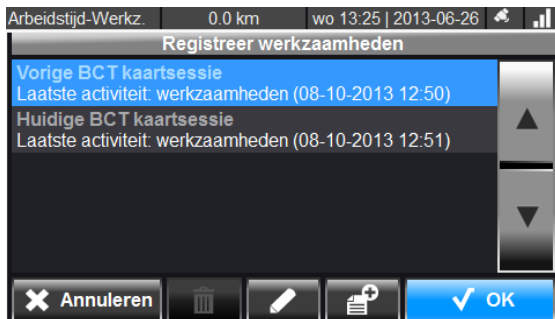 Arbeidstijd-Werkz. 0.0 km wo 13:25 | 2013-06-26
Registreer werkzaamheden
Vorige BCT kaartsessie
Laatste activiteit: werkzaamheden (08-10-2013 12:50)
Huidige BCT kaartsessie
Laatste activiteit: werkzaamheden (08-10-2013 12:51)
Annuleren OK